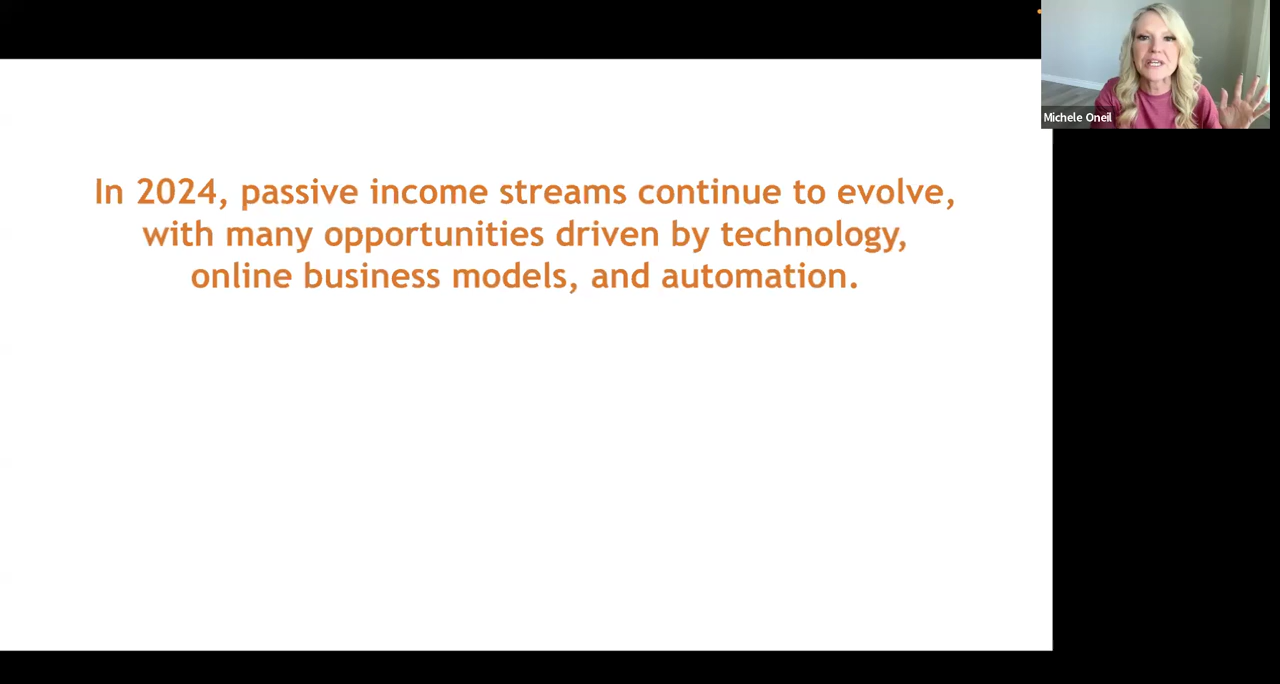 In 2024, passive income streams continue to evolve,
with many opportunities driven by technology,
online business models, and automation.
Michele Oneil